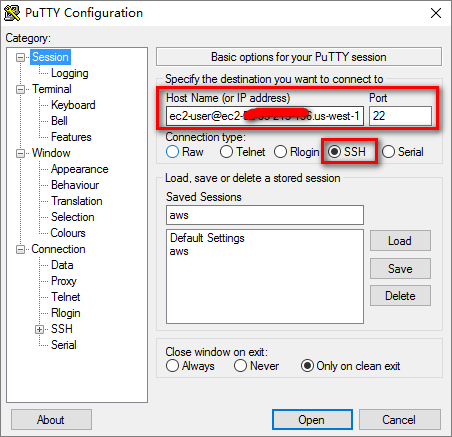 PuTTY Configuration
Category:
Session
Logging
Terminal
Keyboard
Bell
Features
Window
Appearance
Behaviour
Translation
Selection
Colours
Connection
Data
Proxy
Telnet
Rlogin
SSH
Serial
Basic options for your PuTTY session
Specify the destination you want to connect to
Host Name (or IP address) Port
ec2-user@ec2- .us-west-1 22
Connection type:
Raw Telnet Rlogin SSH Serial
Load, save or delete a stored session
Saved Sessions
aws
Default Settings
aws
Load
Save
Delete
Close window on exit:
Always Never Only on clean exit
About Open Cancel